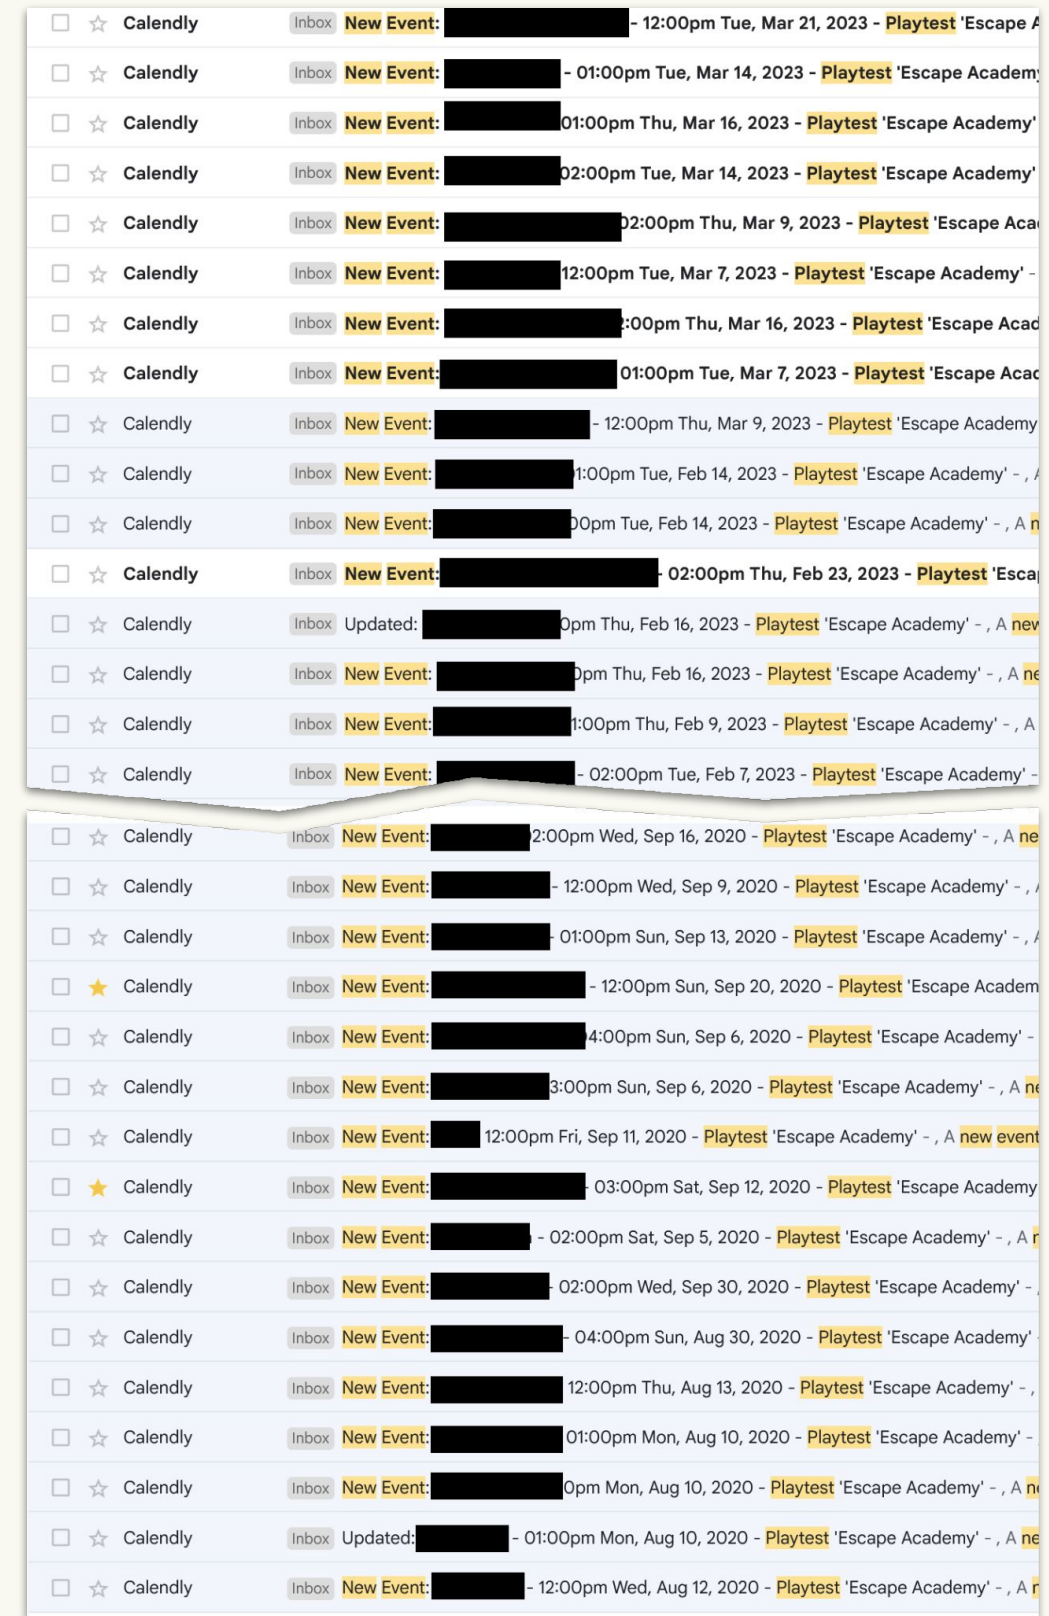 Calendly Inbox New Event: - 12:00pm Tue, Mar 21, 2023 - Playtest 'Escape
Calendly Inbox New Event: - 01:00pm Tue, Mar 14, 2023 - Playtest 'Escape Academy
Calendly Inbox New Event: 01:00pm Thu, Mar 16, 2023 - Playtest 'Escape Academy'
Calendly Inbox New Event: 02:00pm Tue, Mar 14, 2023 - Playtest 'Escape Academy'
Calendly Inbox New Event: 02:00pm Thu, Mar 9, 2023 - Playtest 'Escape Aca
Calendly Inbox New Event: 12:00pm Tue, Mar 7, 2023 - Playtest 'Escape Academy' -
Calendly Inbox New Event: :00pm Thu, Mar 16, 2023 - Playtest 'Escape Acad
Calendly Inbox New Event: 01:00pm Tue, Mar 7, 2023 - Playtest 'Escape Acad
Calendly Inbox New Event: - 12:00pm Thu, Mar 9, 2023 - Playtest 'Escape Academy
Calendly Inbox New Event: 1:00pm Tue, Feb 14, 2023 - Playtest 'Escape Academy' - ,
Calendly Inbox New Event: 00pm Tue, Feb 14, 2023 - Playtest 'Escape Academy' - , A
Calendly Inbox New Event: - 02:00pm Thu, Feb 23, 2023 - Playtest 'Esca
Calendly Inbox Updated: 0pm Thu, Feb 16, 2023 - Playtest 'Escape Academy' - , A new
Calendly Inbox New Event: 0pm Thu, Feb 16, 2023 - Playtest 'Escape Academy' - , A ne
Calendly Inbox New Event: 1:00pm Thu, Feb 9, 2023 - Playtest 'Escape Academy' - , A
Calendly Inbox New Event: - 02:00pm Tue, Feb 7, 2023 - Playtest 'Escape Academy' -
Calendly Inbox New Event: 2:00pm Wed, Sep 16, 2020 - Playtest 'Escape Academy' - , A ne
Calendly Inbox New Event: - 12:00pm Wed, Sep 9, 2020 - Playtest 'Escape Academy' - ,
Calendly Inbox New Event: - 01:00pm Sun, Sep 13, 2020 - Playtest 'Escape Academy' - ,
Calendly Inbox New Event: - 12:00pm Sun, Sep 20, 2020 - Playtest 'Escape Academ
Calendly Inbox New Event: 4:00pm Sun, Sep 6, 2020 - Playtest 'Escape Academy' -
Calendly Inbox New Event: 3:00pm Sun, Sep 6, 2020 - Playtest 'Escape Academy' - , A ne
Calendly Inbox New Event: 12:00pm Fri, Sep 11, 2020 - Playtest 'Escape Academy' - , A new event
Calendly Inbox New Event: - 03:00pm Sat, Sep 12, 2020 - Playtest 'Escape Academy
Calendly Inbox New Event: - 02:00pm Sat, Sep 5, 2020 - Playtest 'Escape Academy' - , A
Calendly Inbox New Event: - 02:00pm Wed, Sep 30, 2020 - Playtest 'Escape Academy' - ,
Calendly Inbox New Event: - 04:00pm Sun, Aug 30, 2020 - Playtest 'Escape Academy'
Calendly Inbox New Event: 12:00pm Thu, Aug 13, 2020 - Playtest 'Escape Academy' - ,
Calendly Inbox New Event: 01:00pm Mon, Aug 10, 2020 - Playtest 'Escape Academy' -
Calendly Inbox New Event: 0pm Mon, Aug 10, 2020 - Playtest 'Escape Academy' - , A ne
Calendly Inbox Updated: - 01:00pm Mon, Aug 10, 2020 - Playtest 'Escape Academy' - , A ne
Calendly Inbox New Event: - 12:00pm Wed, Aug 12, 2020 - Playtest 'Escape Academy' - , A